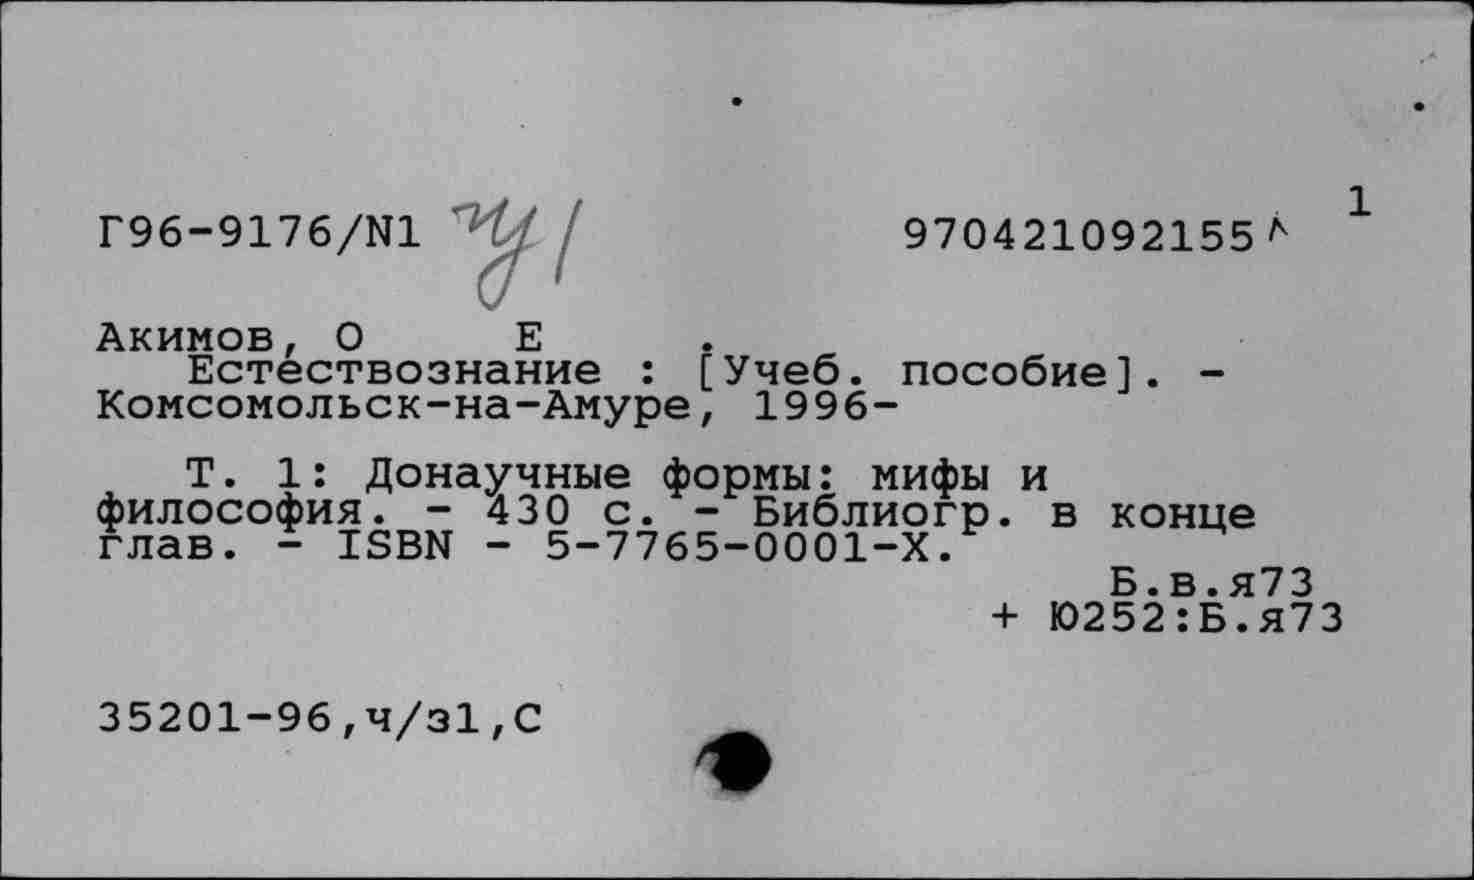 1
Г96-9176/N1 970421092155
Акимов, О Е .
Естествознание : [Учеб. пособие]. -
Комсомольск-на-Амуре, 1996-
Т. 1: Донаучные формы: мифы и
философия. - 430 с. - Библиогр. в конце
глав. - ISBN - 5-7765-0001-X.
Б.в.я73
+ Ю252:Б.я73
35201-96,ч/з1,С